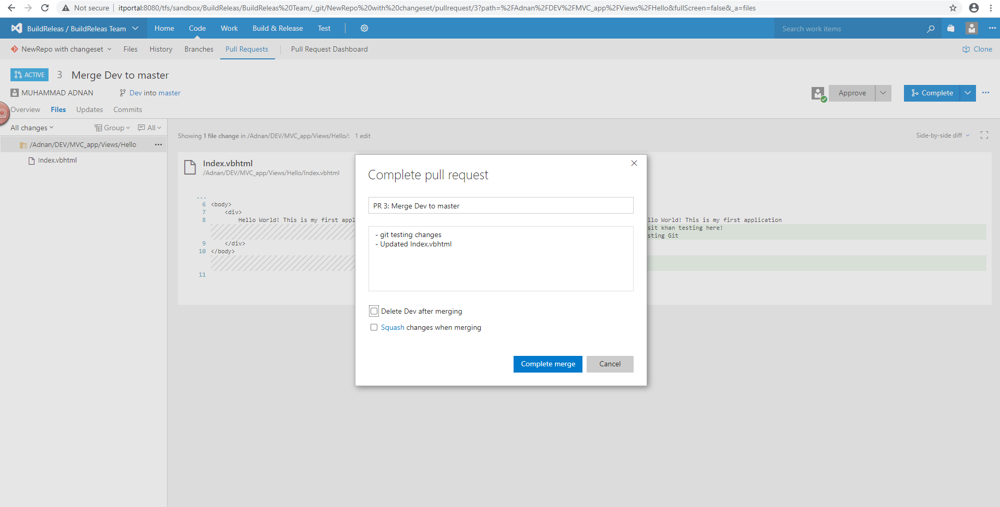 Not secure | itportal:8080/tfs/sandbox/BuildReleas/BuildReleas%20Team/_git/NewRepo%20with%20changeset/pullrequest/3?path=%2FAdnan%2FDEV%2FMVC_app%2FViews%2FHello&fullScreen=false&_a=files
BuildReleas / BuildReleas Team Home Code Work Build & Release Test Search work items
NewRepo with changeset Files History Branches Pull Requests Pull Request Dashboard Clone
ACTIVE 3 Merge Dev to master
MUHAMMAD ADNAN Dev into master Approve Complete
Overview Files Updates Commits
All changes Group All
/Adnan/DEV/MVC_app/Views/Hello ...
Index.vbhtml
Showing 1 file change in /Adnan/DEV/MVC_app/Views/Hello/: 1 edit Side-by-side diff
Index.vbhtml
/Adnan/DEV/MVC_app/Views/Hello/Index.vbhtml
...
6 <body>
7 <div>
8 Hello World! This is my first appl
9 </div>
10 </body>
11
llo World! This is my first application
sit khan testing here!
sting Git
Complete pull request
PR 3: Merge Dev to master
- git testing changes
- Updated Index.vbhtml
Delete Dev after merging
Squash changes when merging
Complete merge Cancel